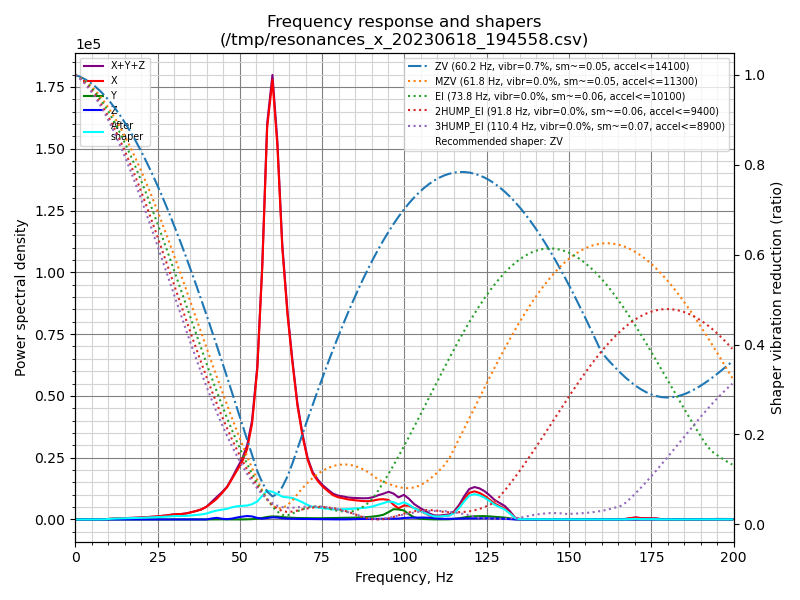 Frequency response and shapers
(/tmp/resonances_x_20230618_194558.csv)
1e5
X+Y+Z
X
Y
Z
After
shaper
ZV (60.2 Hz, vibr=0.7%, sm~=0.05, accel<=14100)
MZV (61.8 Hz, vibr=0.0%, sm~=0.05, accel<=11300)
EI (73.8 Hz, vibr=0.0%, sm~=0.06, accel<=10100)
2HUMP_EI (91.8 Hz, vibr=0.0%, sm~=0.06, accel<=9400)
3HUMP_EI (110.4 Hz, vibr=0.0%, sm~=0.07, accel<=8900)
Recommended shaper: ZV
Power spectral density
1.75
1.50
1.25
1.00
0.75
0.50
0.25
0.00
1.0
0.8
0.6
0.4
0.2
0.0
Shaper vibration reduction (ratio)
0 25 50 75 100 125 150 175 200
Frequency, Hz